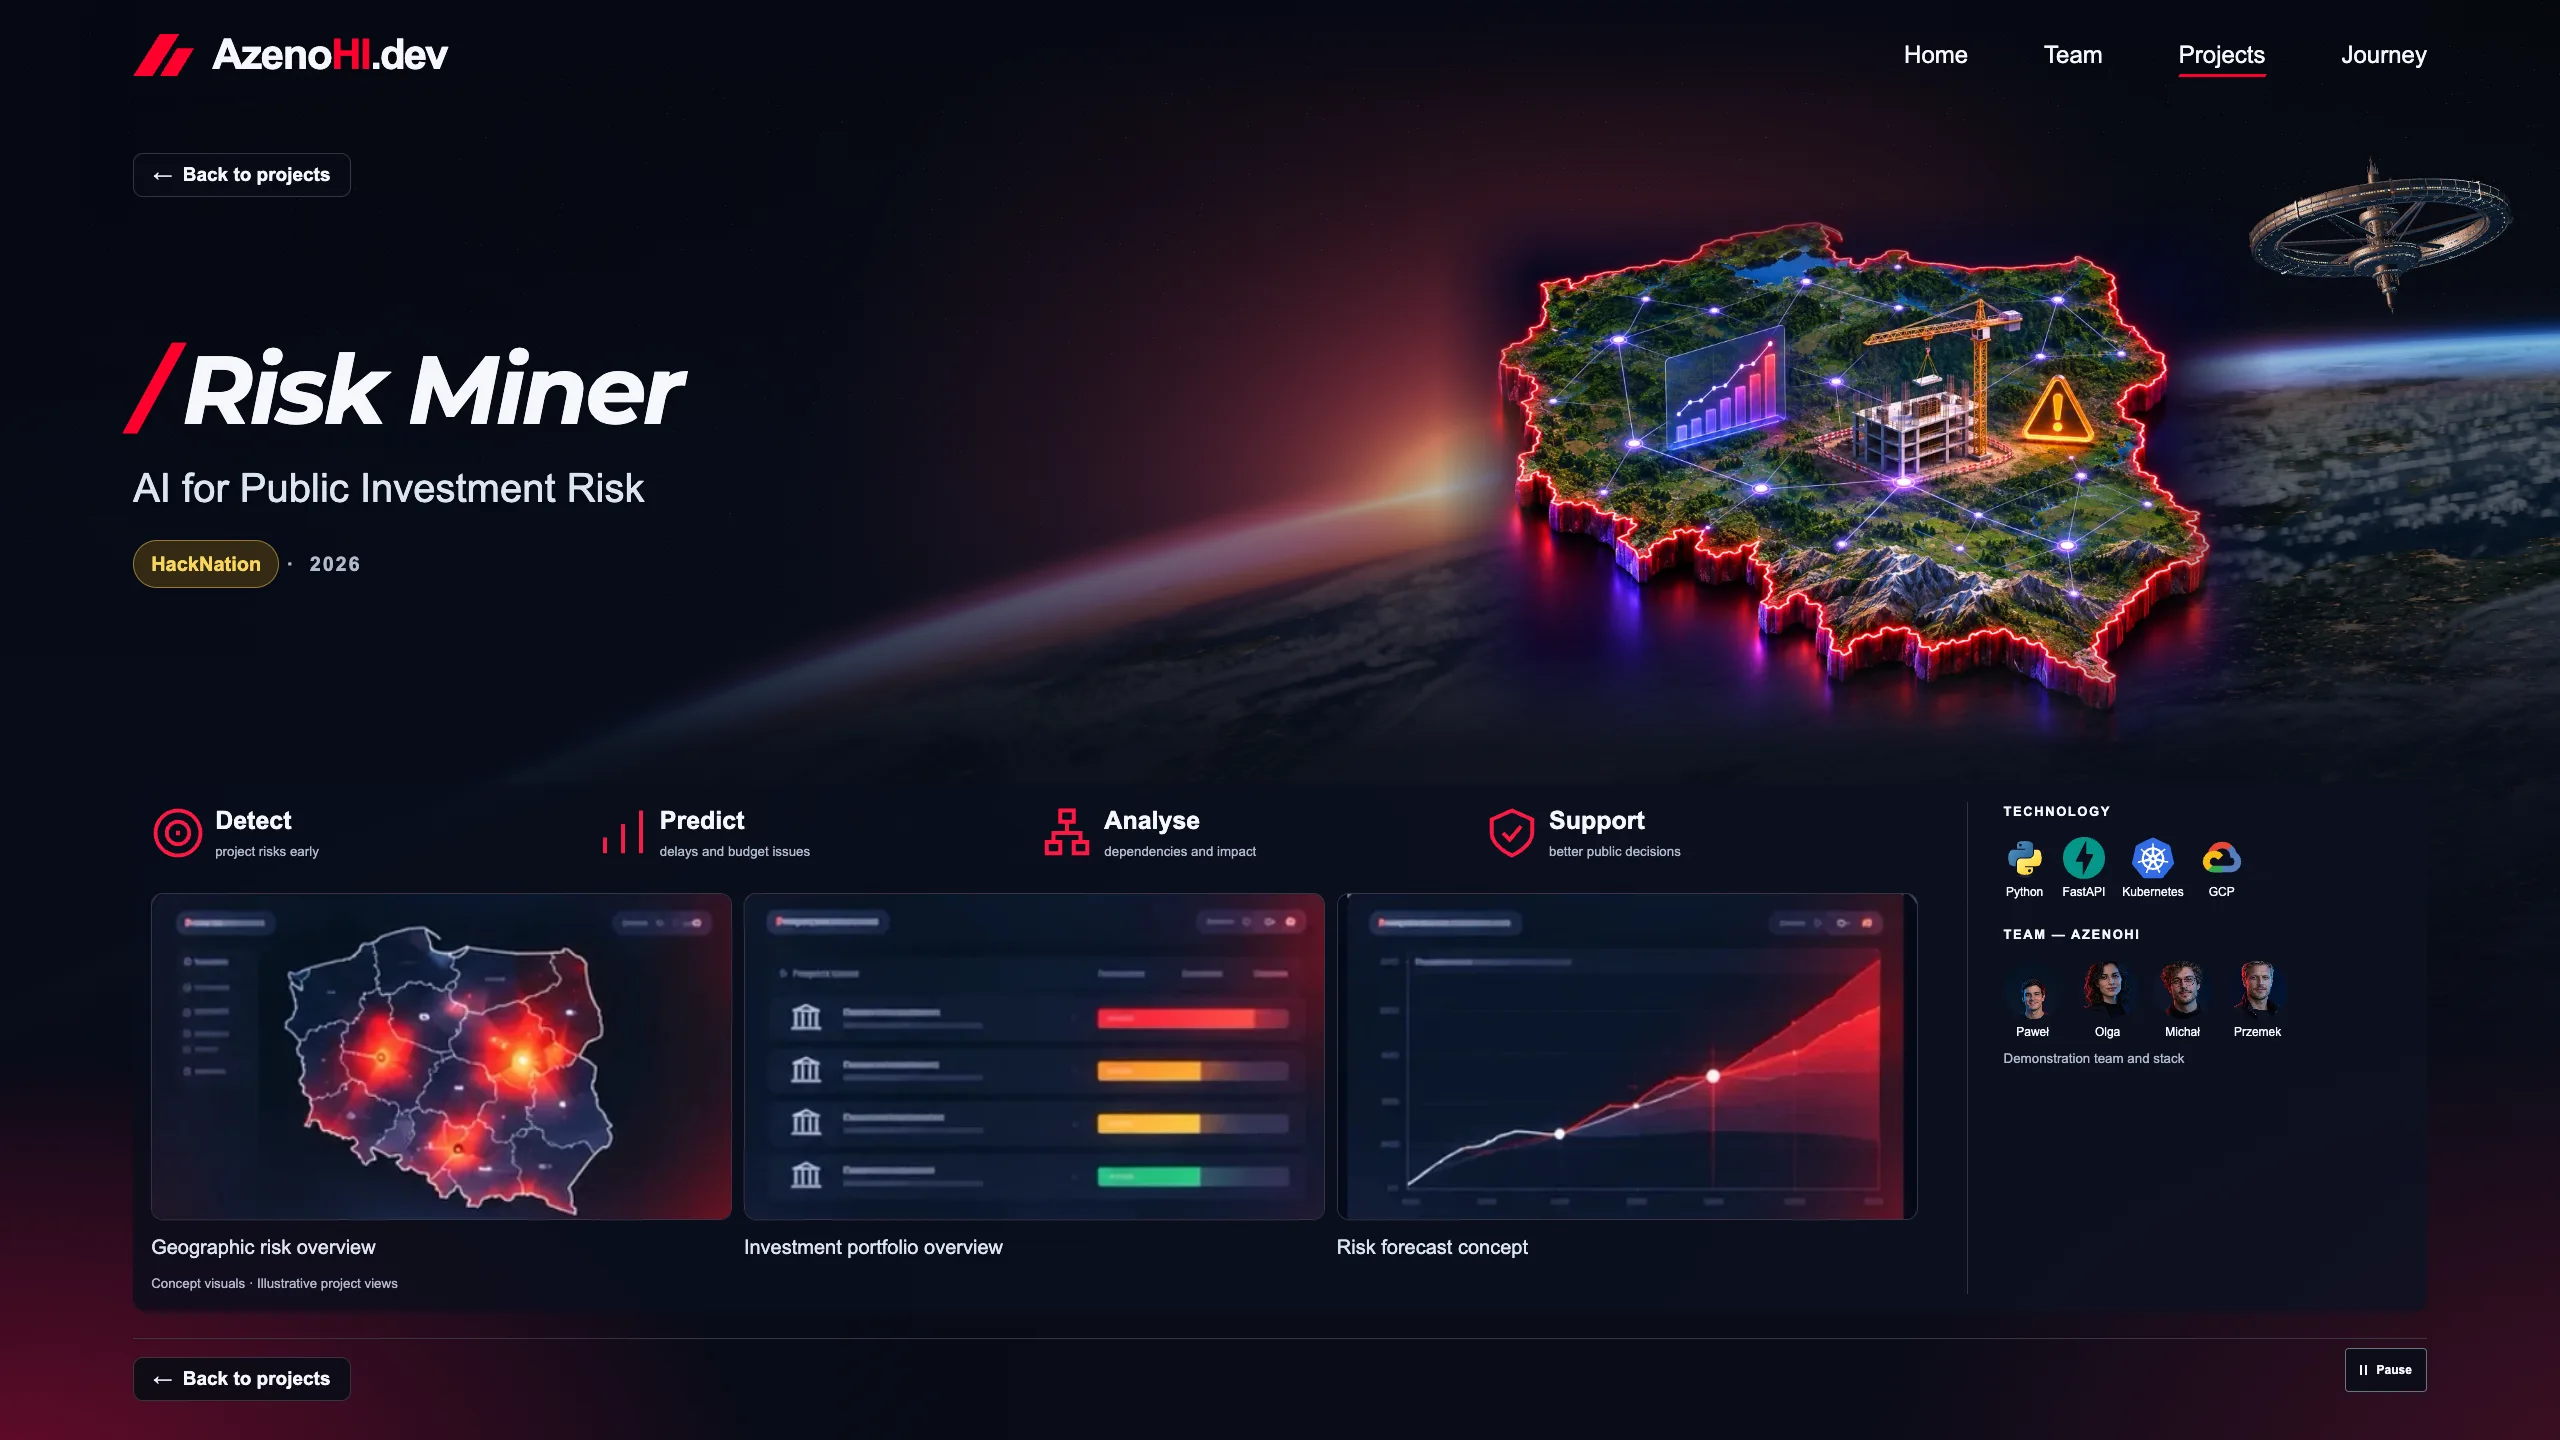 AzenoHI.dev
Home
Team
Projects
Journey
← Back to projects
/Risk Miner
AI for Public Investment Risk
HackNation · 2026
Detect
project risks early
Predict
delays and budget issues
Analyse
dependencies and impact
Support
better public decisions
TECHNOLOGY
Python
FastAPI
Kubernetes
GCP
TEAM — AZENOHI
Paweł
Olga
Michał
Przemek
Demonstration team and stack
Geographic risk overview
Investment portfolio overview
Risk forecast concept
Concept visuals · Illustrative project views
← Back to projects
Pause